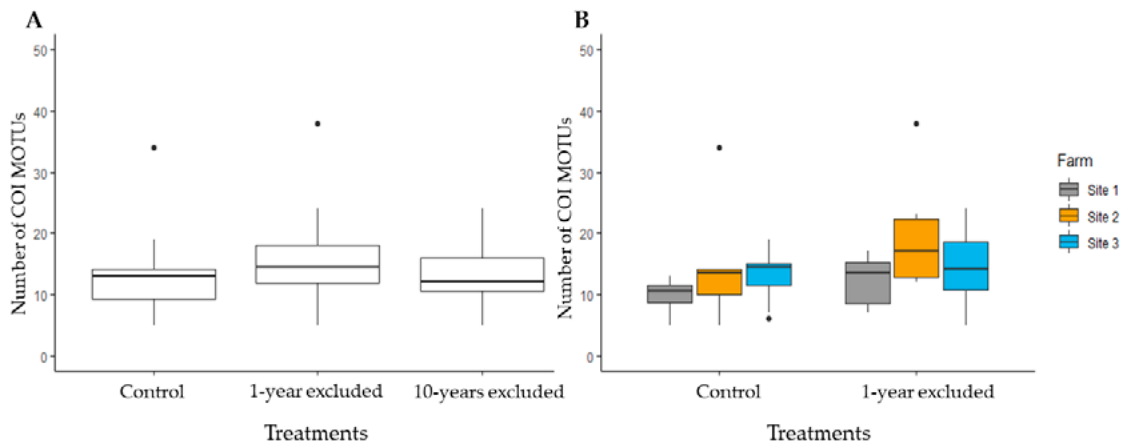 A
50
40
30
20
10
0
Number of COI MOTUs
Control 1-year excluded 10-years excluded
Treatments
B
50
40
30
20
10
0
Number of COI MOTUs
Control 1-year excluded
Treatments
Farm
Site 1
Site 2
Site 3